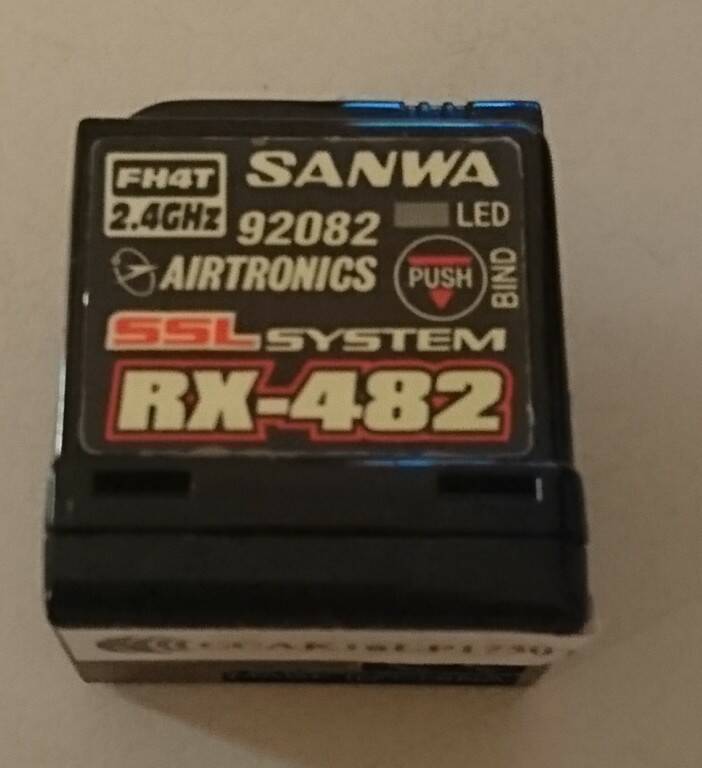 FH4T
2.4GHz
SANWA
92082
LED
AIRTRONICS
PUSH
BIND
SSL SYSTEM
RX-482